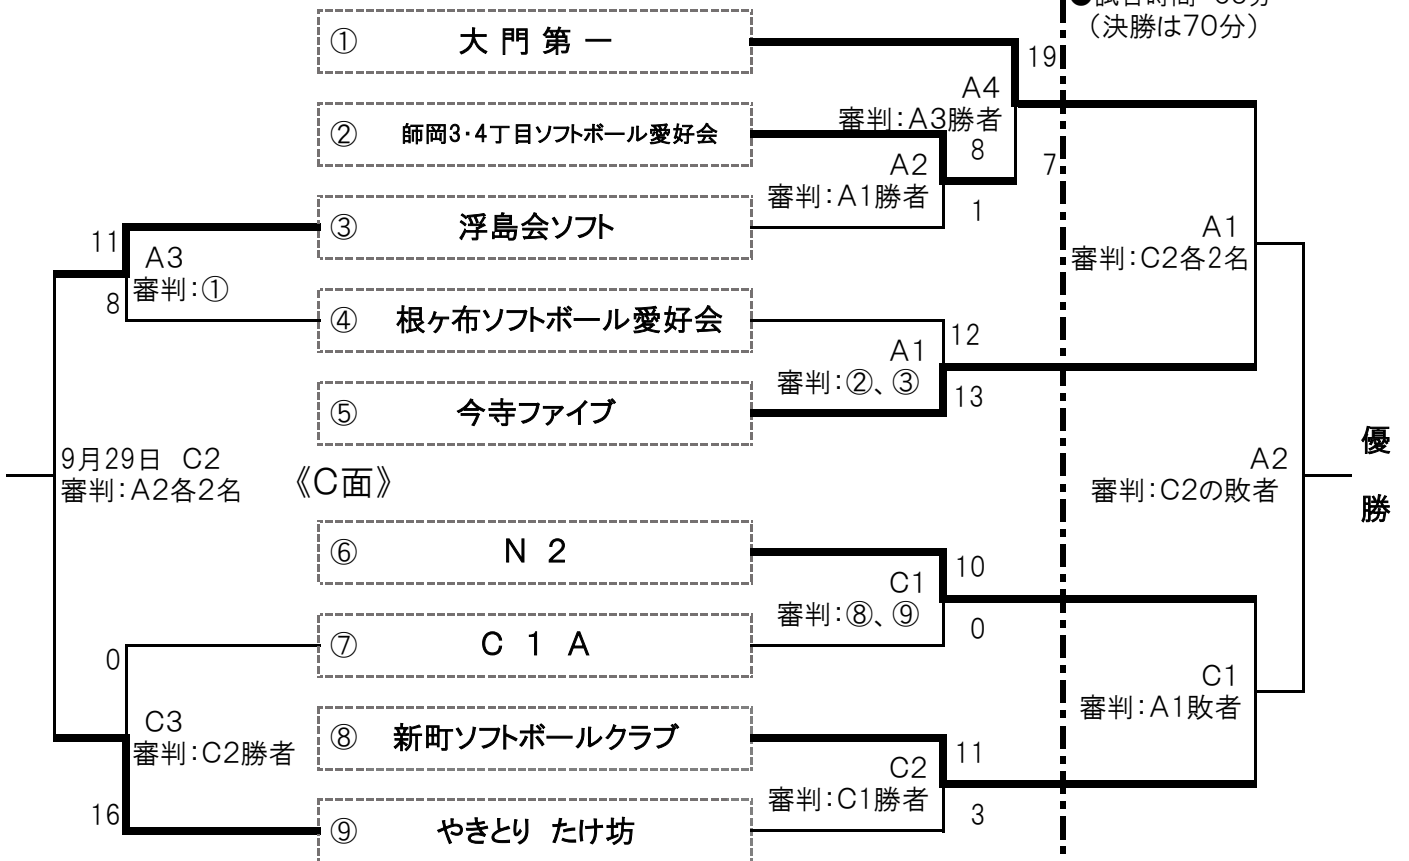 (決勝は70分)
① 大門第一
19
A4
審判:A3勝者
② 師岡3・4丁目ソフトボール愛好会
8
7
A2
審判:A1勝者
1
③ 浮島会ソフト
11
A3
審判:①
8
A1
審判:C2各2名
④ 根ヶ布ソフトボール愛好会
12
A1
審判:②、③
13
⑤ 今寺ファイブ
9月29日 C2
審判:A2各2名
《C面》
A2
審判:C2の敗者
優
勝
⑥ N 2
10
C1
審判:⑧、⑨
0
⑦ C 1 A
0
C3
審判:C2勝者
16
C1
審判:A1敗者
⑧ 新町ソフトボールクラブ
11
C2
審判:C1勝者
3
⑨ やきとり たけ坊